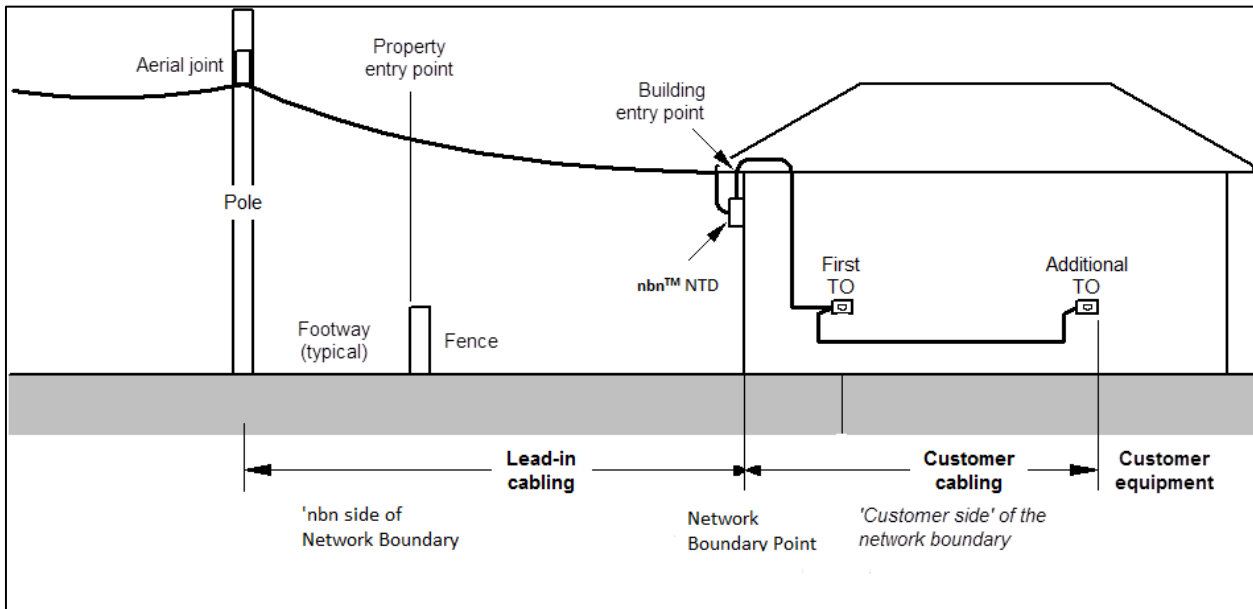 Aerial joint
Property
entry point
Building
entry point
Pole
nbn™ NTD
First
TO
Additional
TO
Footway
(typical)
Fence
Lead-in
cabling
Customer
cabling
Customer
equipment
'nbn side of
Network Boundary
Network
Boundary Point
'Customer side' of the
network boundary